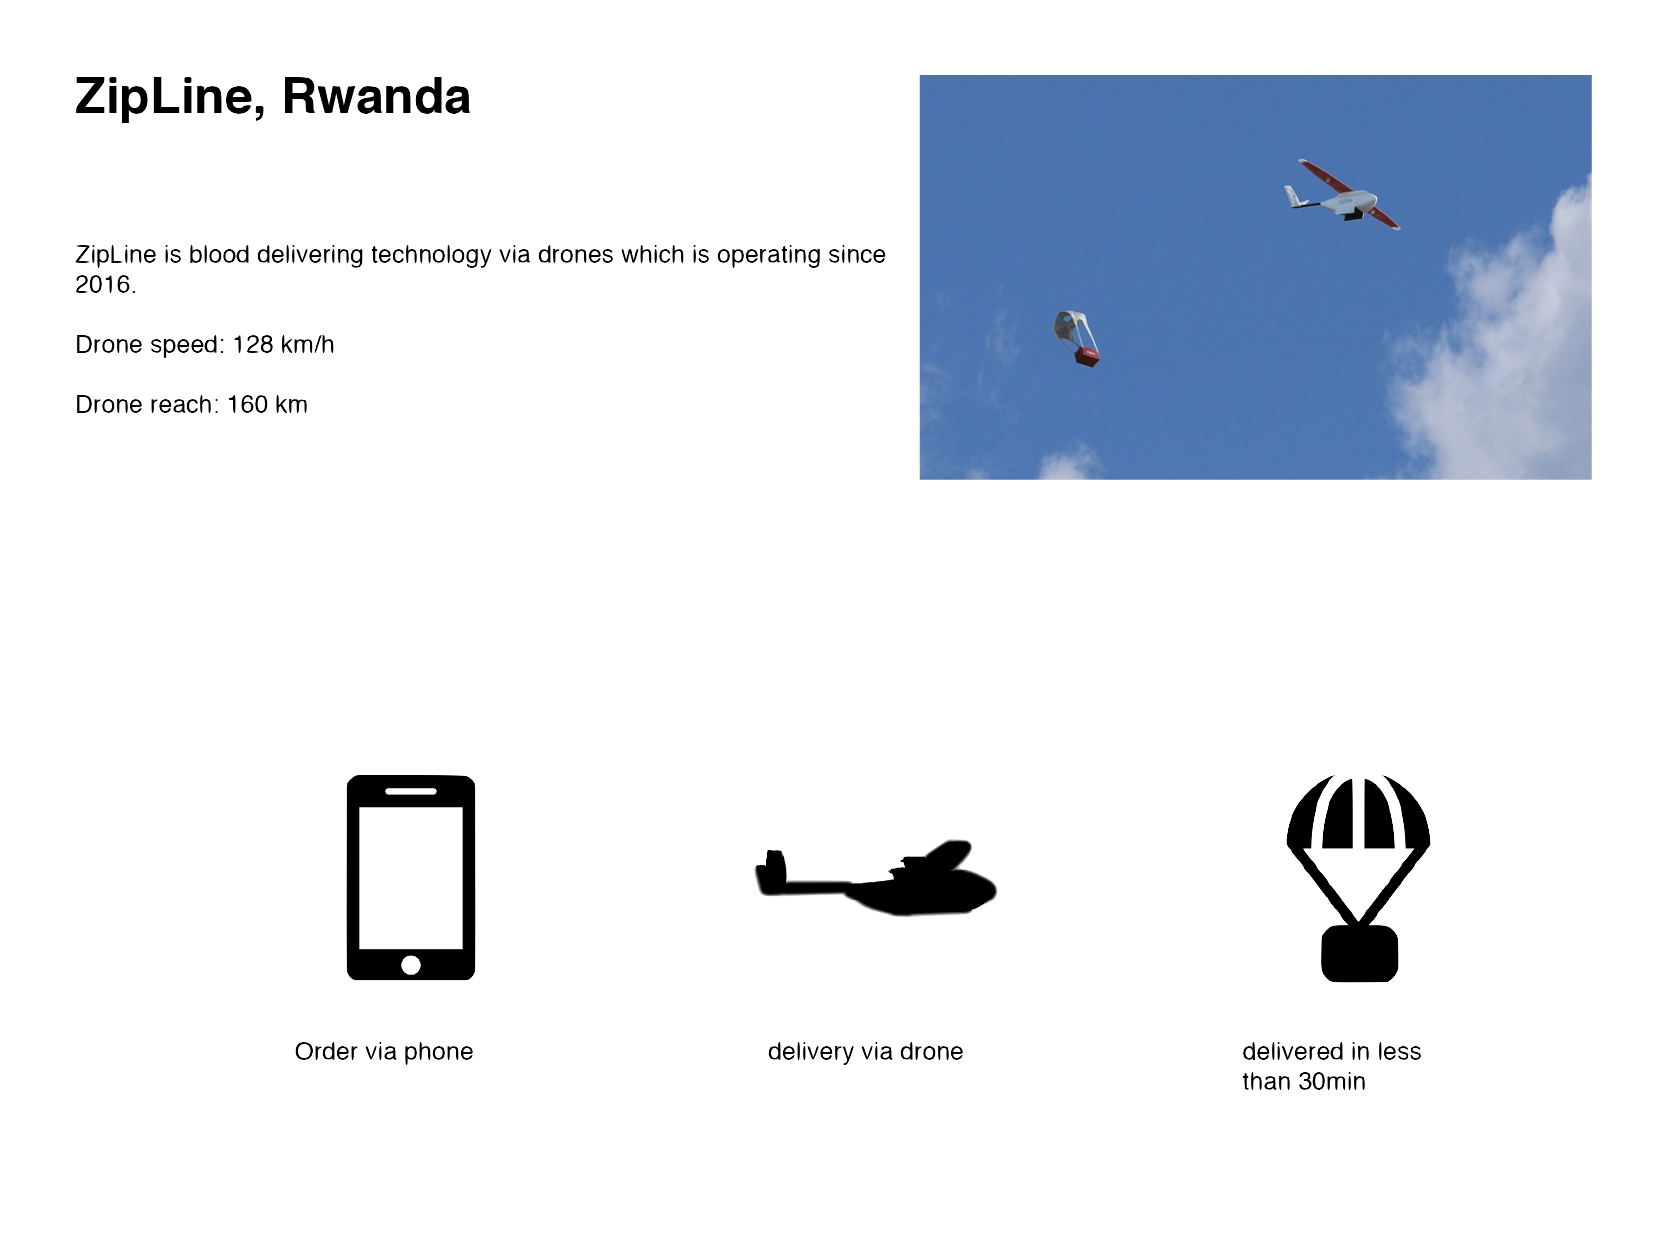 ZipLine, Rwanda
ZipLine is blood delivering technology via drones which is operating since
2016.
Drone speed: 128 km/h
Drone reach: 160 km
Order via phone
delivery via drone
delivered in less
than 30min